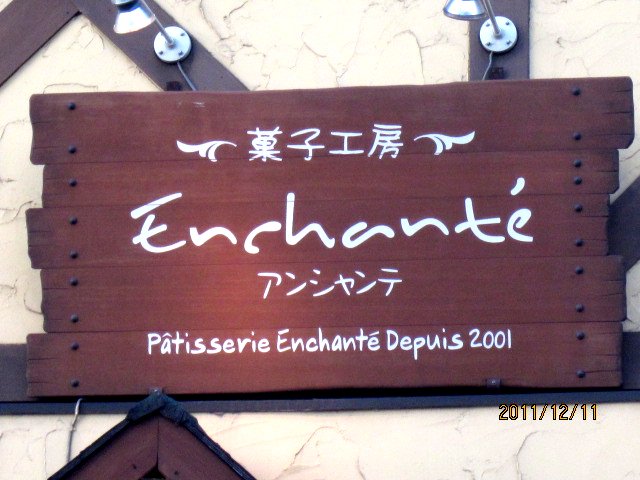 菓子工房
Enchanté
アンシャンテ
Pâtisserie Enchanté Depuis 2001
2011/12/11